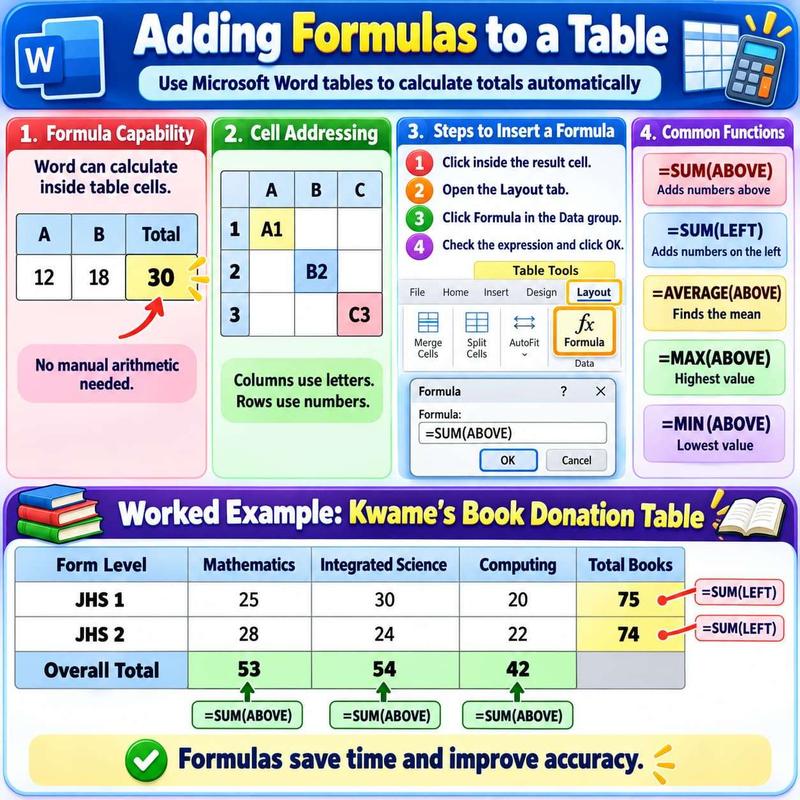 W
Adding Formulas to a Table
Use Microsoft Word tables to calculate totals automatically
1. Formula Capability
Word can calculate
inside table cells.
A B Total
12 18 30
No manual arithmetic
needed.
2. Cell Addressing
A B C
1 A1
2 B2
3 C3
Columns use letters.
Rows use numbers.
3. Steps to Insert a Formula
1 Click inside the result cell.
2 Open the Layout tab.
3 Click Formula in the Data group.
4 Check the expression and click OK.
Table Tools
File Home Insert Design Layout
Merge
Cells
Split
Cells
AutoFit
fx
Formula
Data
Formula ? ×
Formula:
=SUM(ABOVE)
OK Cancel
4. Common Functions
=SUM(ABOVE)
Adds numbers above
=SUM(LEFT)
Adds numbers on the left
=AVERAGE(ABOVE)
Finds the mean
=MAX(ABOVE)
Highest value
=MIN(ABOVE)
Lowest value
Worked Example: Kwame's Book Donation Table
Form Level Mathematics Integrated Science Computing Total Books
JHS 1 25 30 20 75 =SUM(LEFT)
JHS 2 28 24 22 74 =SUM(LEFT)
Overall Total 53 54 42
=SUM(ABOVE) =SUM(ABOVE) =SUM(ABOVE)
Formulas save time and improve accuracy.